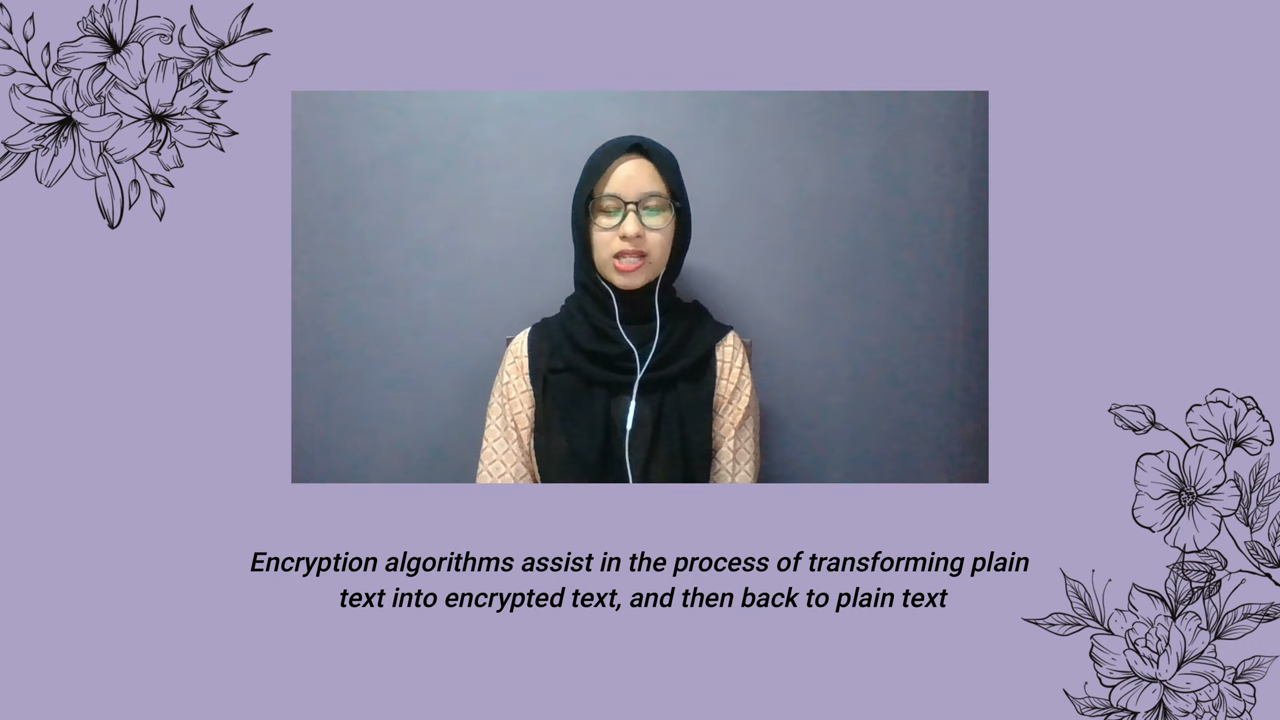 Encryption algorithms assist in the process of transforming plain
text into encrypted text, and then back to plain text